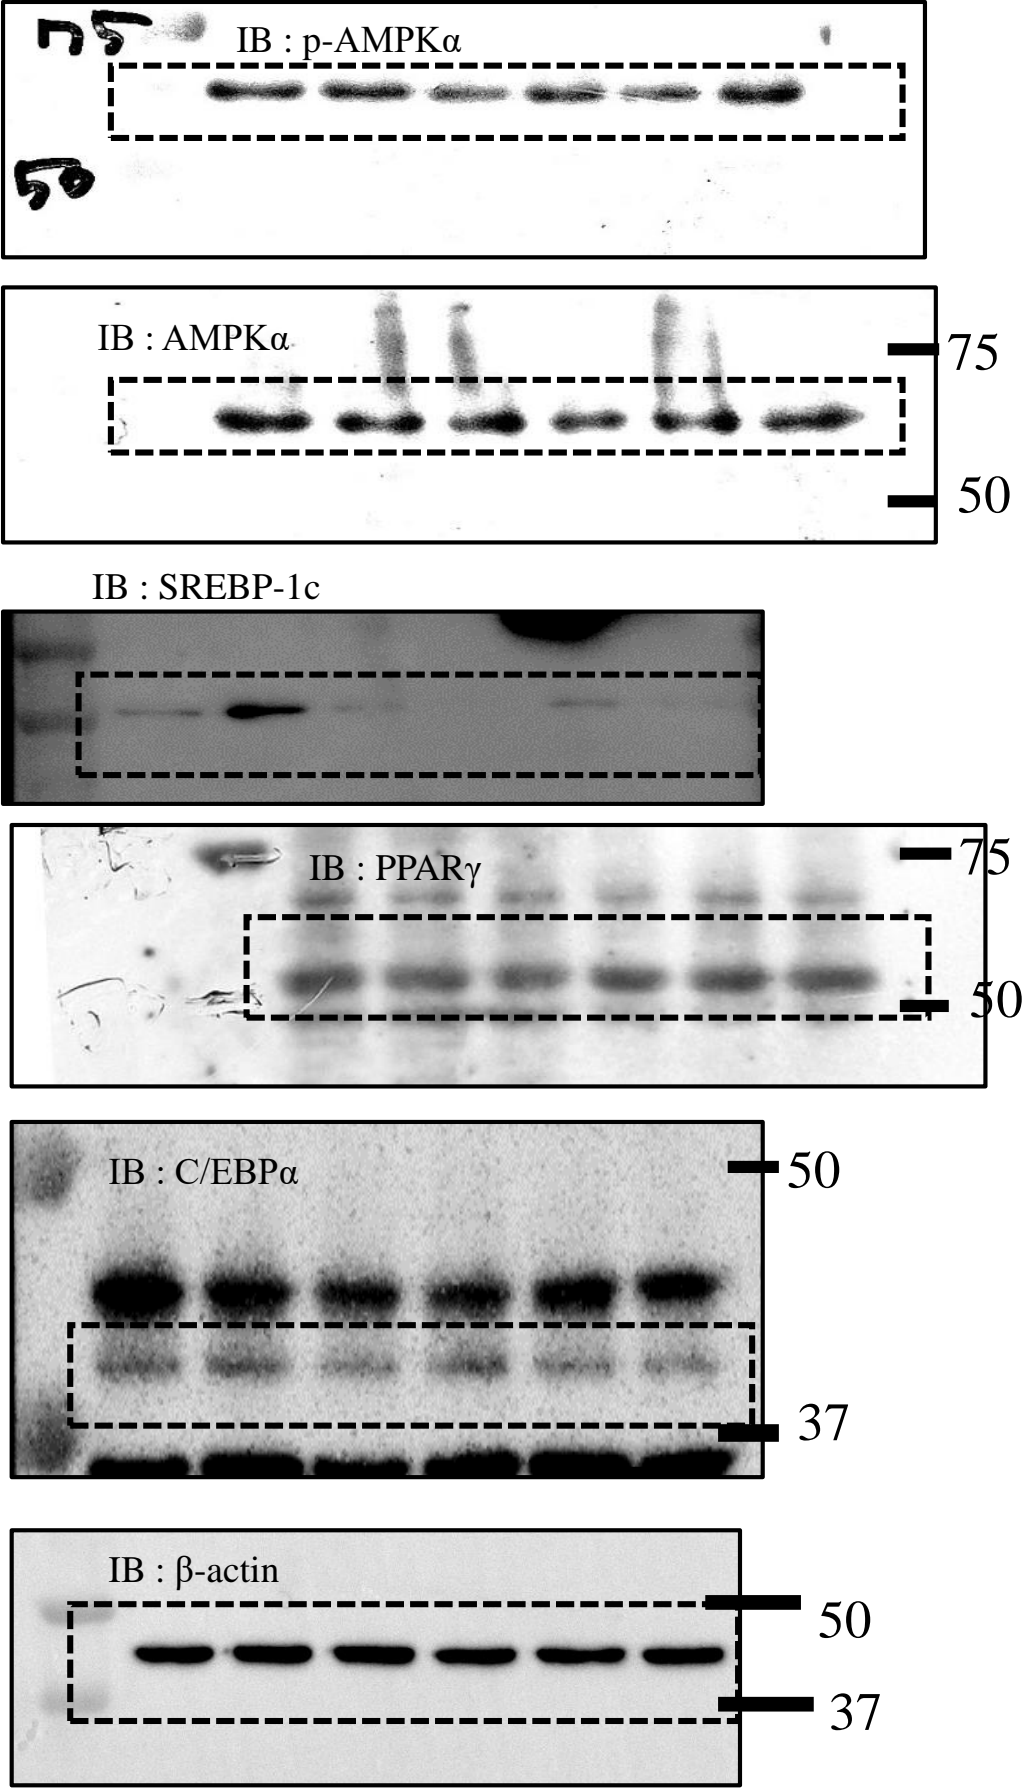 75
IB : p-AMPKα
50
IB : AMPKα
75
50
IB : SREBP-1c
IB : PPARγ
75
50
IB : C/EBPα
50
37
IB : β-actin
50
37